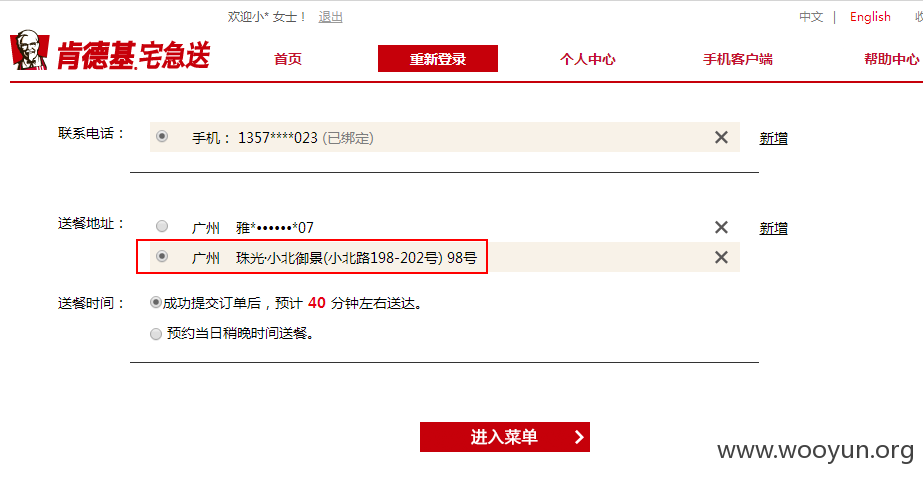 欢迎小* 女士！ 退出 中文 | English
肯德基.宅急送 首页 重新登录 个人中心 手机客户端 帮助中心
联系电话： 手机： 1357****023 (已绑定) 新增
送餐地址： 广州 雅*••••••*07 新增
广州 珠光·小北御景(小北路198-202号) 98号
送餐时间： 成功提交订单后，预计 40 分钟左右送达。
预约当日稍晚时间送餐。
进入菜单
www.wooyun.org